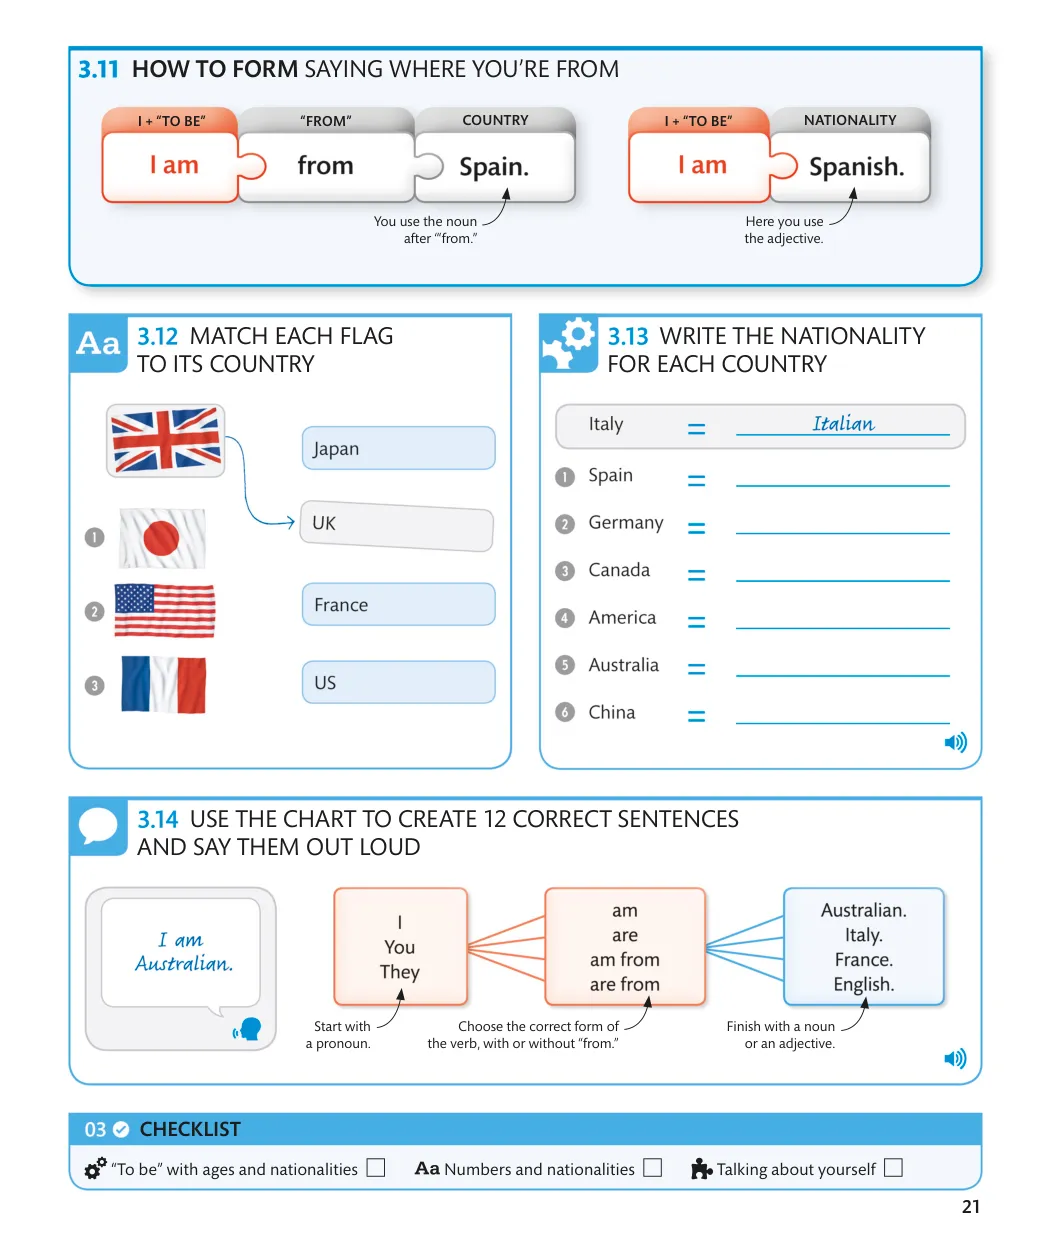 3.11 HOW TO FORM SAYING WHERE YOU'RE FROM
I + “TO BE” “FROM” COUNTRY
I am from Spain.
You use the noun
after “‘from.”
I + “TO BE” NATIONALITY
I am Spanish.
Here you use
the adjective.
Aa 3.12 MATCH EACH FLAG
TO ITS COUNTRY
Japan
UK
1
2
France
3
US
3.13 WRITE THE NATIONALITY
FOR EACH COUNTRY
Italy = Italian
1 Spain =
2 Germany =
3 Canada =
4 America =
5 Australia =
6 China =
3.14 USE THE CHART TO CREATE 12 CORRECT SENTENCES
AND SAY THEM OUT LOUD
I am
Australian.
I
You
They
Start with
a pronoun.
am
are
am from
are from
Choose the correct form of
the verb, with or without “from.”
Australian.
Italy.
France.
English.
Finish with a noun
or an adjective.
03 CHECKLIST
“To be” with ages and nationalities Aa Numbers and nationalities Talking about yourself
21